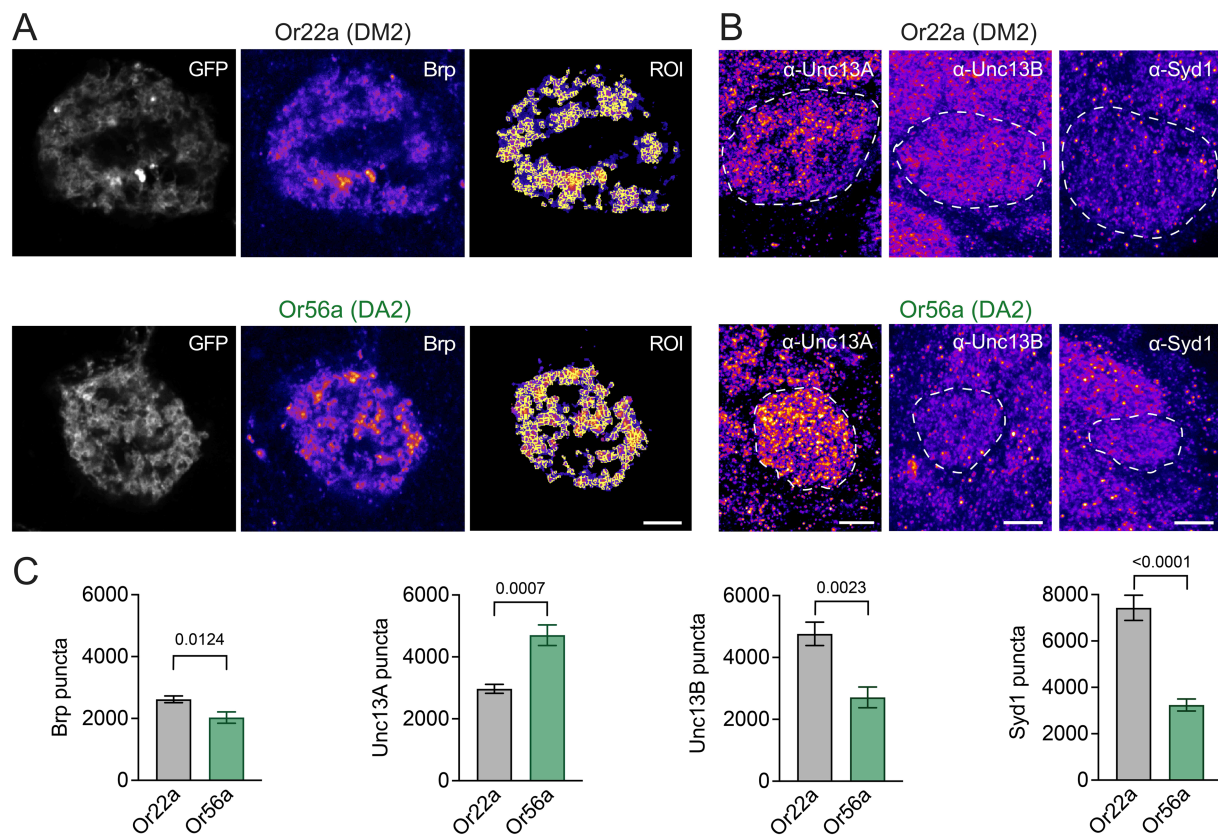 A
Or22a (DM2)
GFP
Brp
ROI
B
Or22a (DM2)
α-Unc13A
α-Unc13B
α-Syd1
Or56a (DA2)
GFP
Brp
ROI
Or56a (DA2)
α-Unc13A
α-Unc13B
α-Syd1
C
Brp puncta
6000
4000
2000
0
0.0124
Or22a
Or56a
Unc13A puncta
6000
4000
2000
0
0.0007
Or22a
Or56a
Unc13B puncta
6000
4000
2000
0
0.0023
Or22a
Or56a
Syd1 puncta
8000
6000
4000
2000
0
<0.0001
Or22a
Or56a